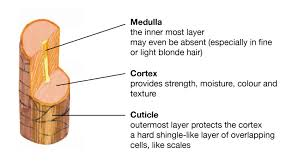 Medulla
the inner most layer
may even be absent (especially in fine
or light blonde hair)
Cortex
provides strength, moisture, colour and
texture
Cuticle
outermost layer protects the cortex
a hard shingle-like layer of overlapping
cells, like scales